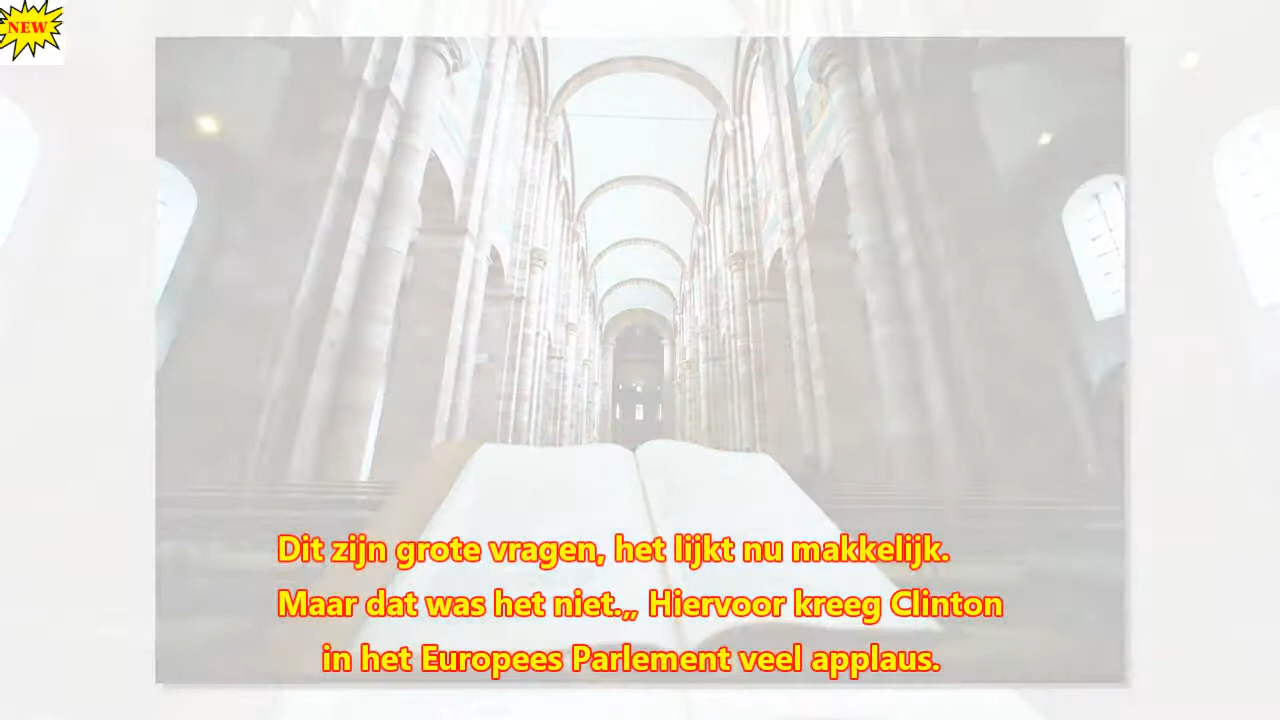 NEW
Dit zijn grote vragen, het lijkt nu makkelijk.
Maar dat was het niet.„ Hiervoor kreeg Clinton
in het Europees Parlement veel applaus.